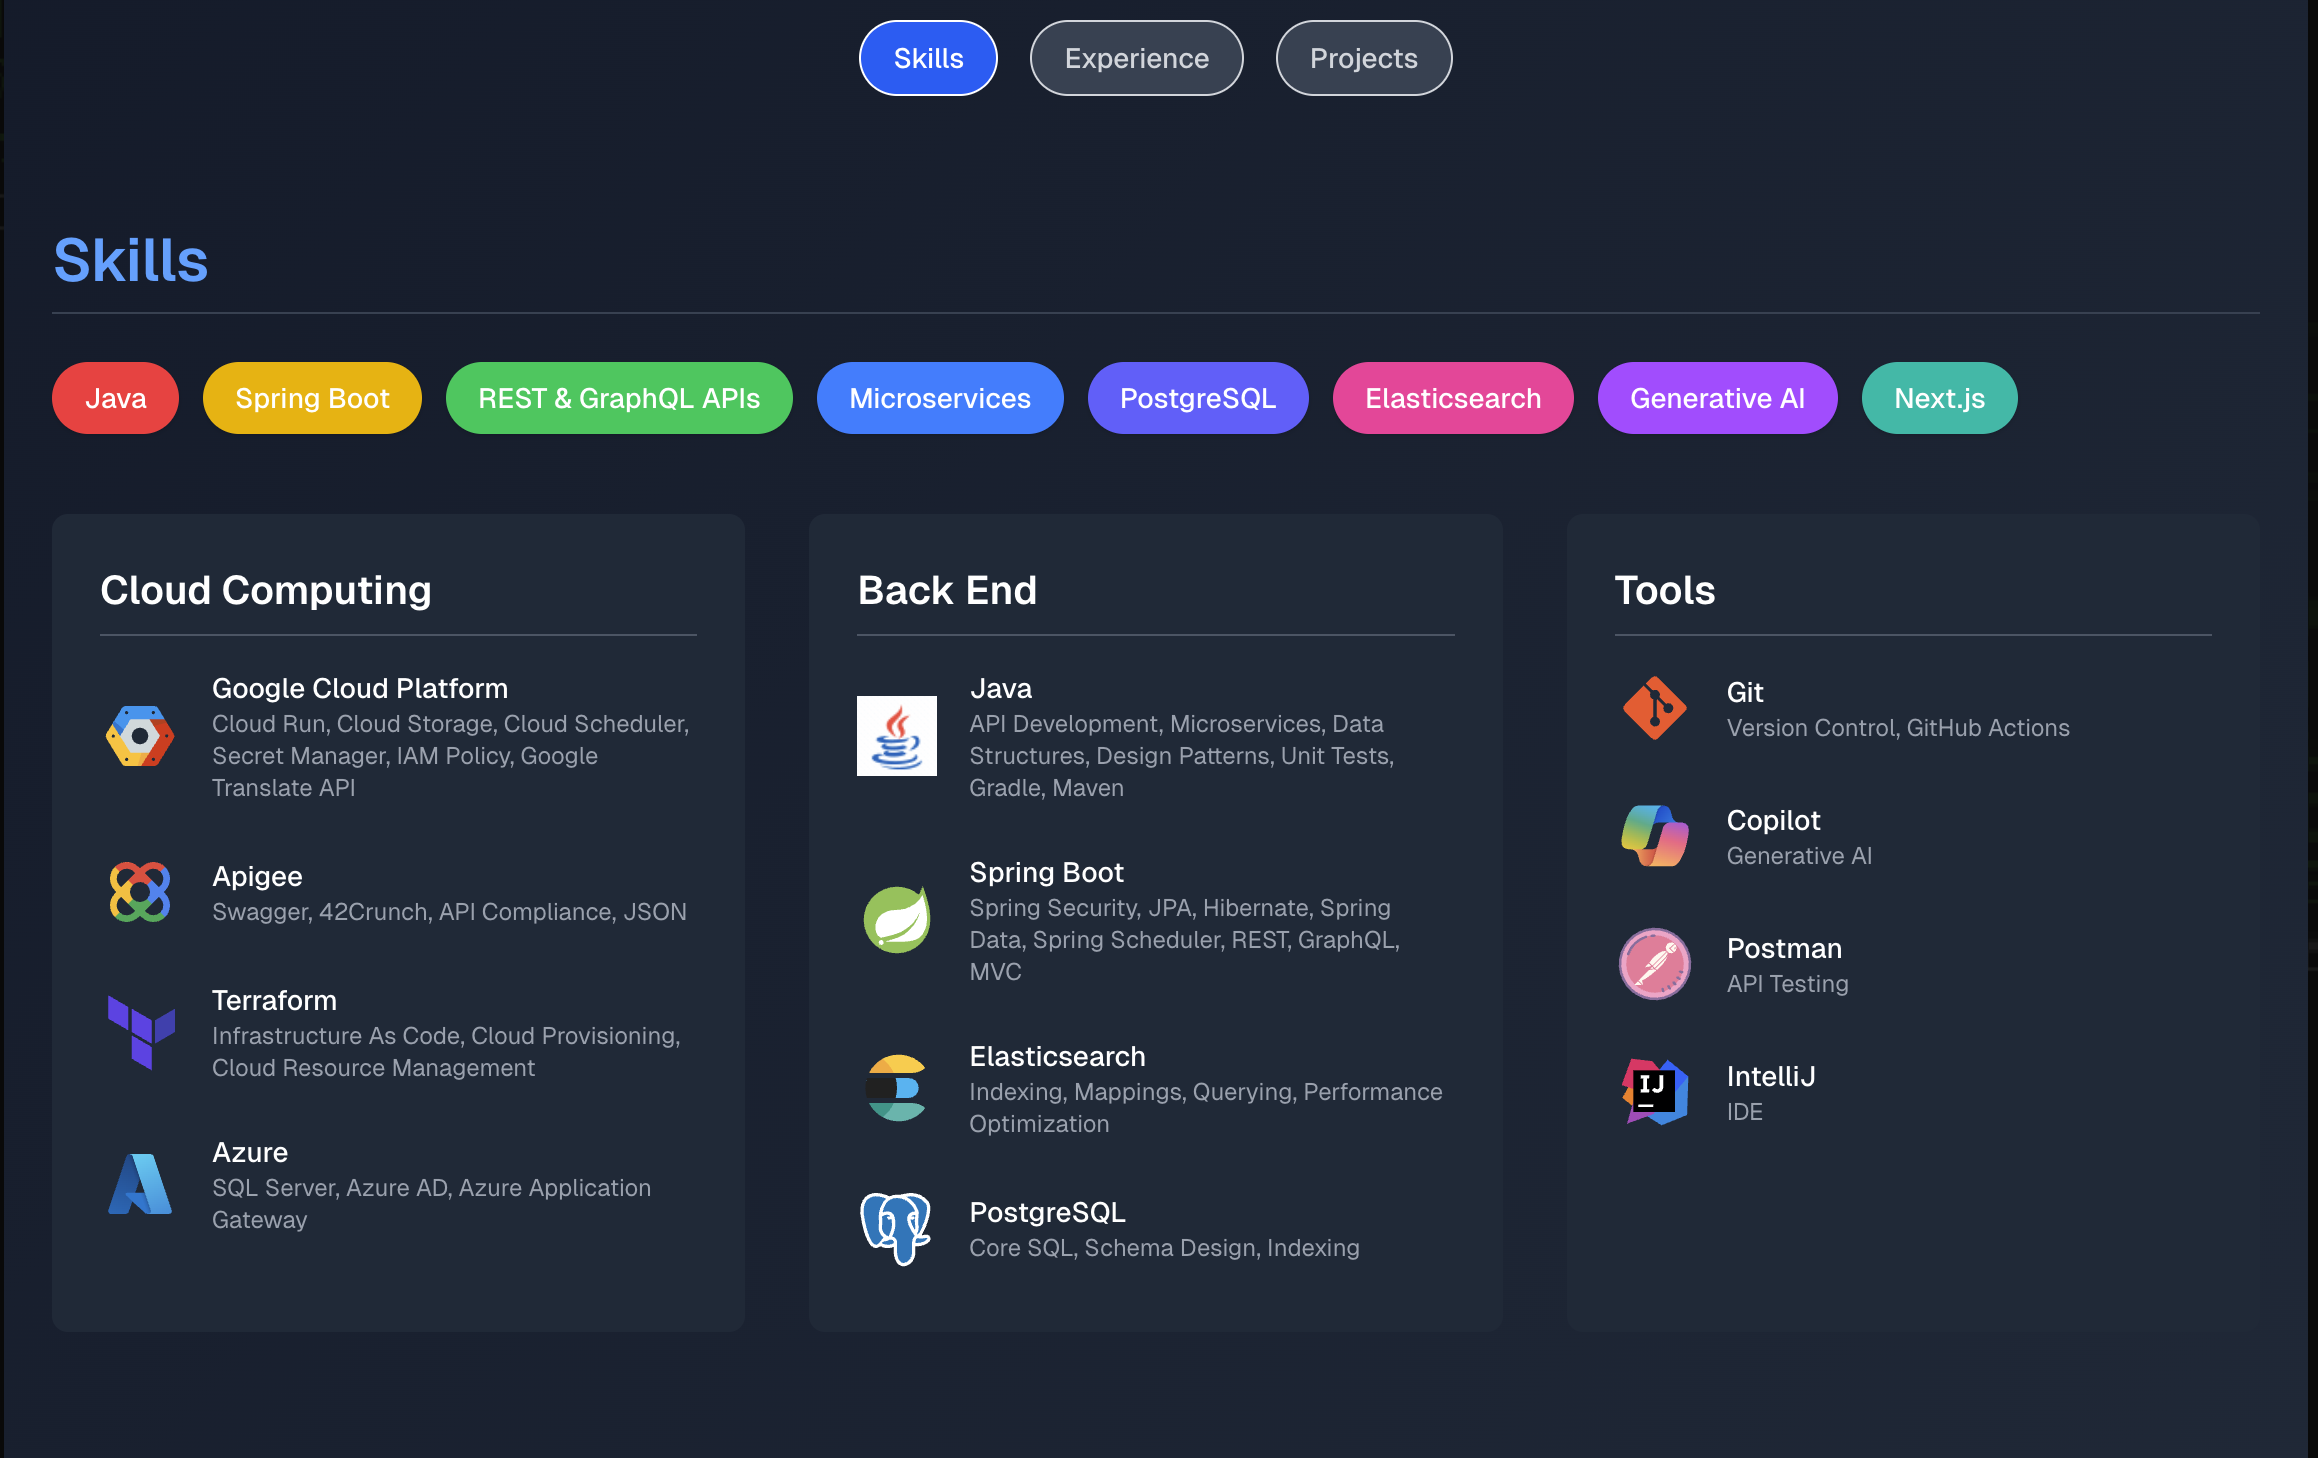 Skills
Experience
Projects
Skills
Java
Spring Boot
REST & GraphQL APIs
Microservices
PostgreSQL
Elasticsearch
Generative AI
Next.js
Cloud Computing
Google Cloud Platform
Cloud Run, Cloud Storage, Cloud Scheduler,
Secret Manager, IAM Policy, Google
Translate API
Apigee
Swagger, 42Crunch, API Compliance, JSON
Terraform
Infrastructure As Code, Cloud Provisioning,
Cloud Resource Management
Azure
SQL Server, Azure AD, Azure Application
Gateway
Back End
Java
API Development, Microservices, Data
Structures, Design Patterns, Unit Tests,
Gradle, Maven
Spring Boot
Spring Security, JPA, Hibernate, Spring
Data, Spring Scheduler, REST, GraphQL,
MVC
Elasticsearch
Indexing, Mappings, Querying, Performance
Optimization
PostgreSQL
Core SQL, Schema Design, Indexing
Tools
Git
Version Control, GitHub Actions
Copilot
Generative AI
Postman
API Testing
IJ
IntelliJ
IDE